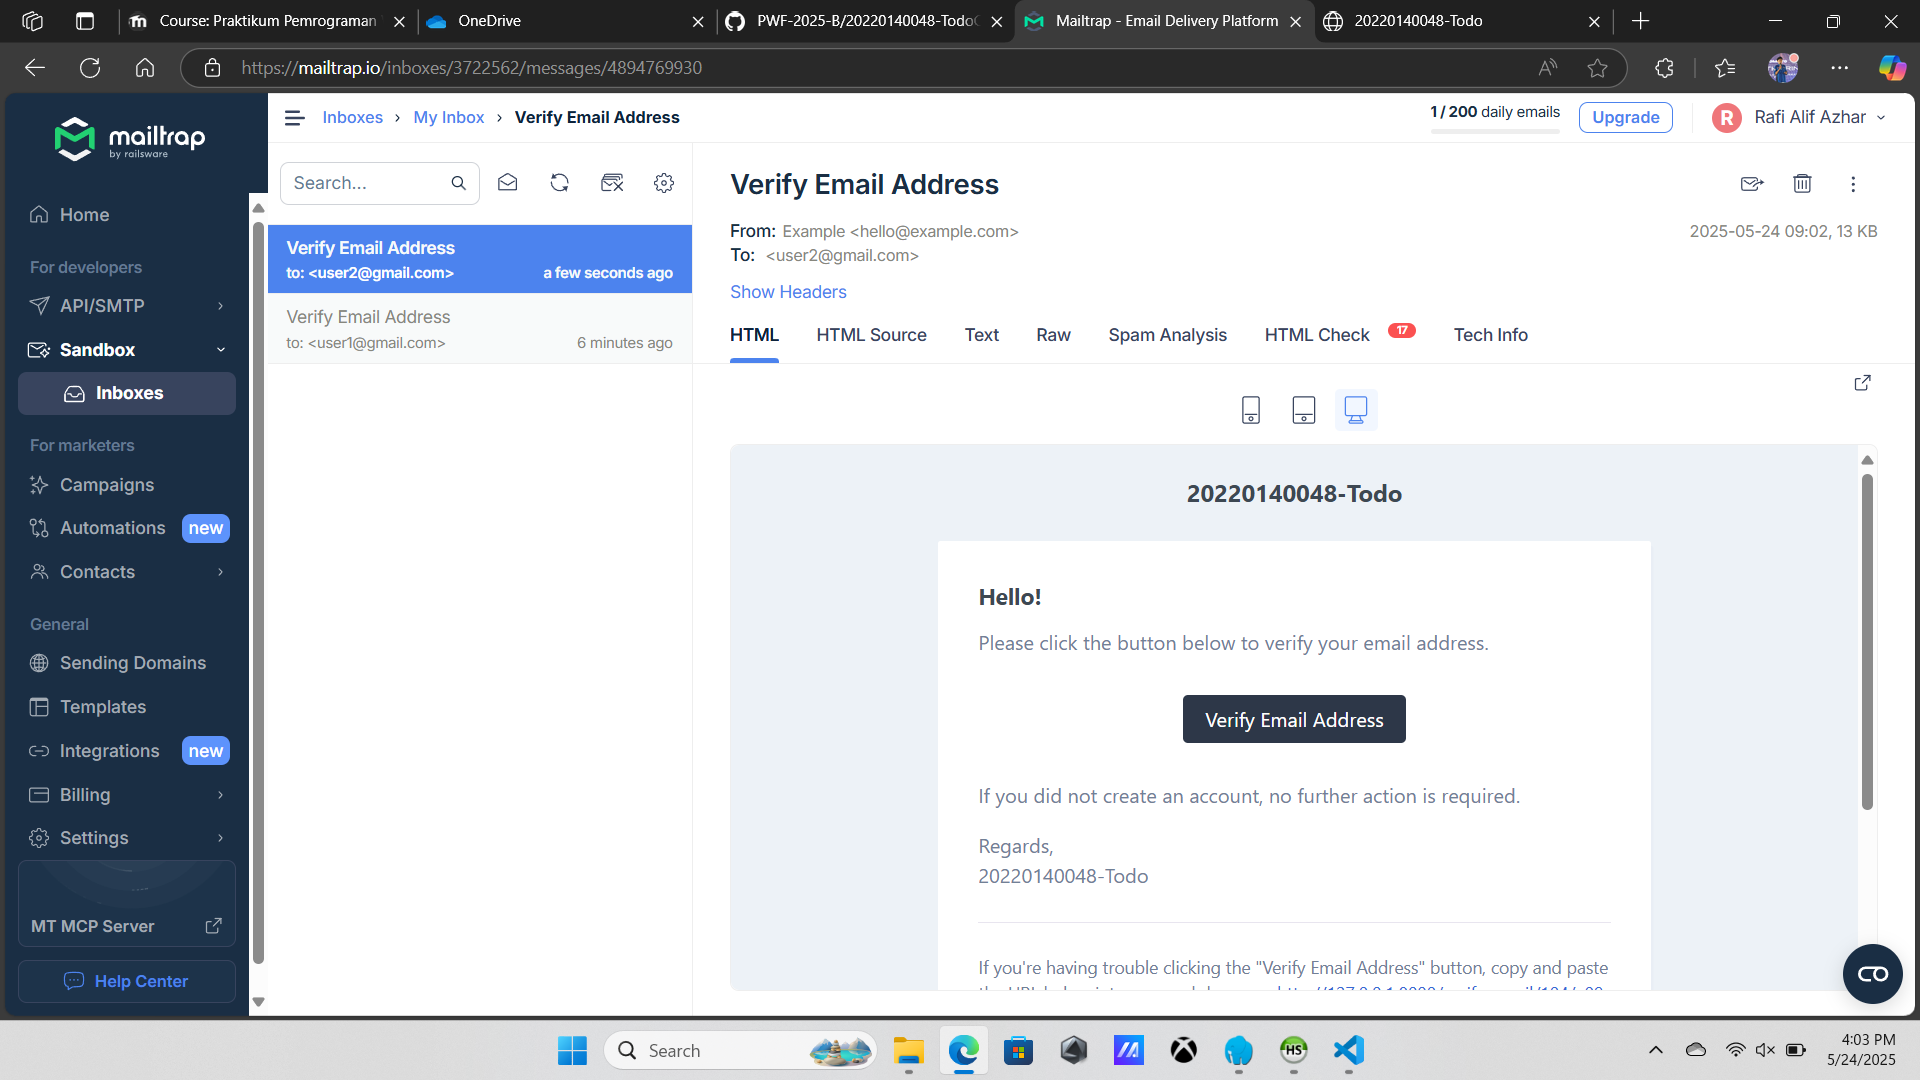 Course: Praktikum Pemrograman
OneDrive
PWF-2025-B/20220140048-Todo
Mailtrap - Email Delivery Platform
20220140048-Todo
https://mailtrap.io/inboxes/3722562/messages/4894769930
mailtrap
by railsware
Inboxes › My Inbox › Verify Email Address
1 / 200 daily emails
Upgrade
R
Rafi Alif Azhar
Home
For developers
API/SMTP
Sandbox
Inboxes
For marketers
Campaigns
Automations new
Contacts
General
Sending Domains
Templates
Integrations new
Billing
Settings
MT MCP Server
Help Center
Search...
Verify Email Address
to: <user2@gmail.com> a few seconds ago
Verify Email Address
to: <user1@gmail.com> 6 minutes ago
Verify Email Address
From: Example <hello@example.com>
2025-05-24 09:02, 13 KB
To: <user2@gmail.com>
Show Headers
HTML HTML Source Text Raw Spam Analysis HTML Check 17 Tech Info
20220140048-Todo
Hello!
Please click the button below to verify your email address.
Verify Email Address
If you did not create an account, no further action is required.
Regards,
20220140048-Todo
If you're having trouble clicking the "Verify Email Address" button, copy and paste
Search
HS
4:03 PM
5/24/2025